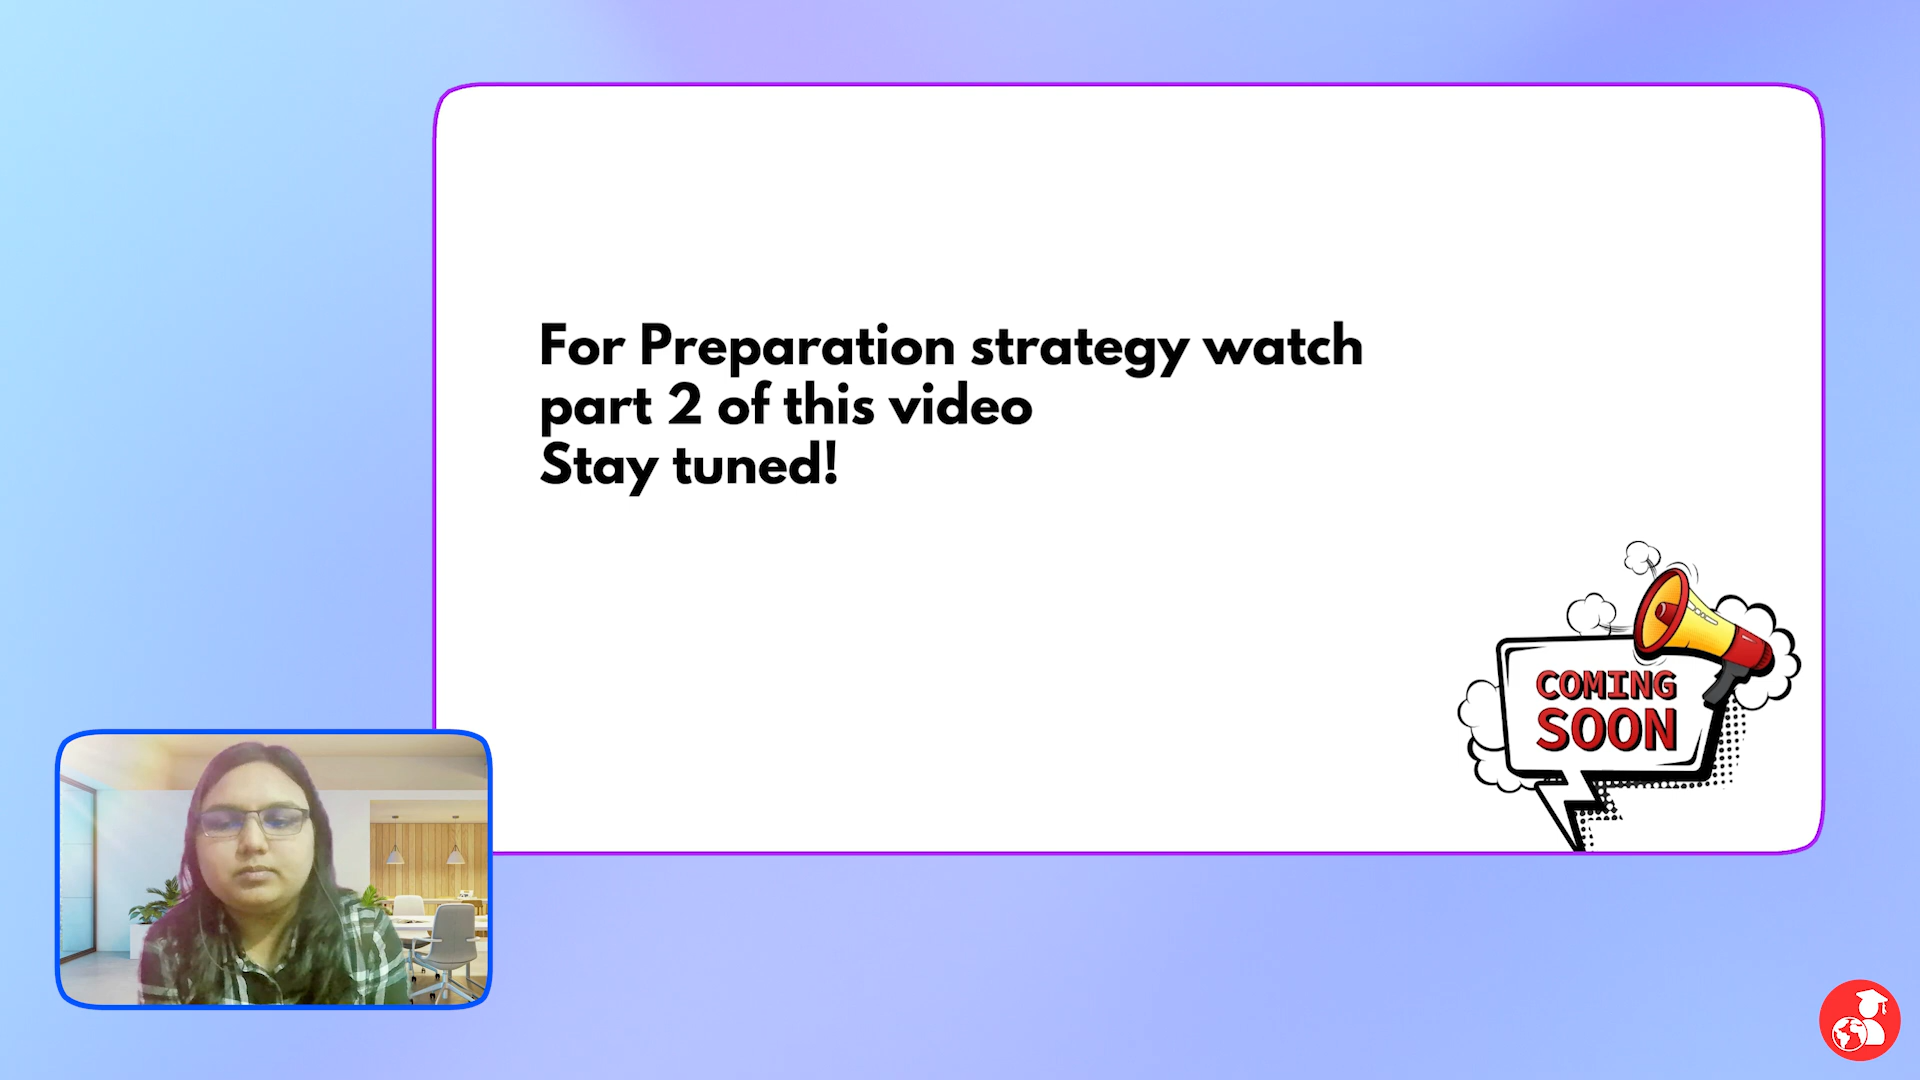 For Preparation strategy watch
part 2 of this video
Stay tuned!
COMING
SOON